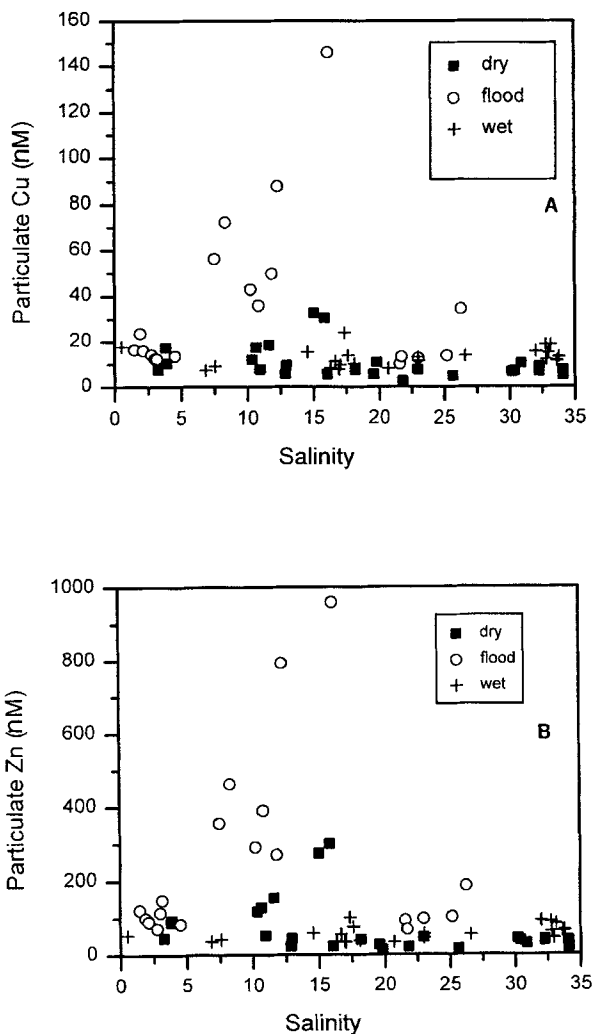 160
140
120
100
80
60
40
20
0
Particulate Cu (nM)
dry
flood
wet
A
0 5 10 15 20 25 30 35
Salinity
1000
800
600
400
200
0
Particulate Zn (nM)
dry
flood
wet
B
0 5 10 15 20 25 30 35
Salinity